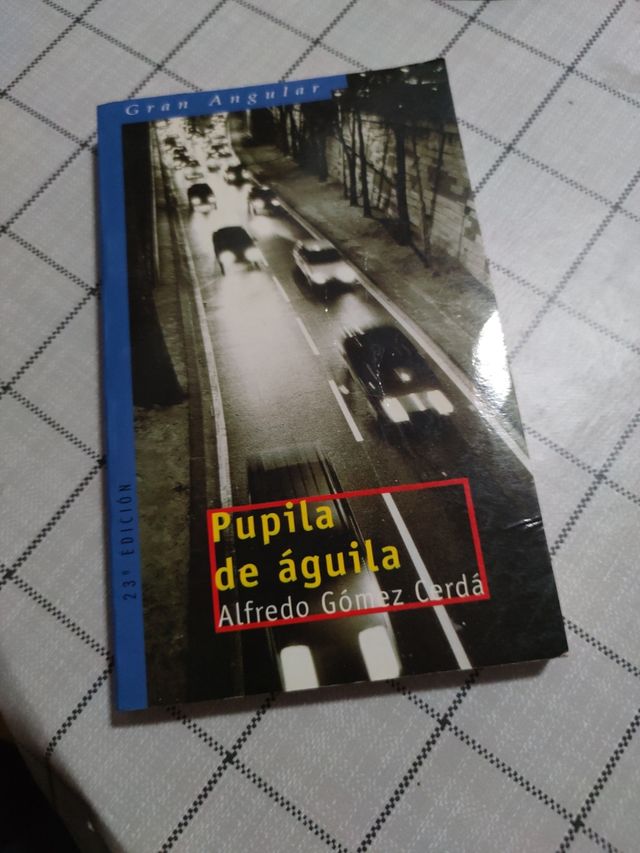 Gran Angular
Pupila
de águila
Alfredo Gómez Cerdá
23ª EDICIÓN